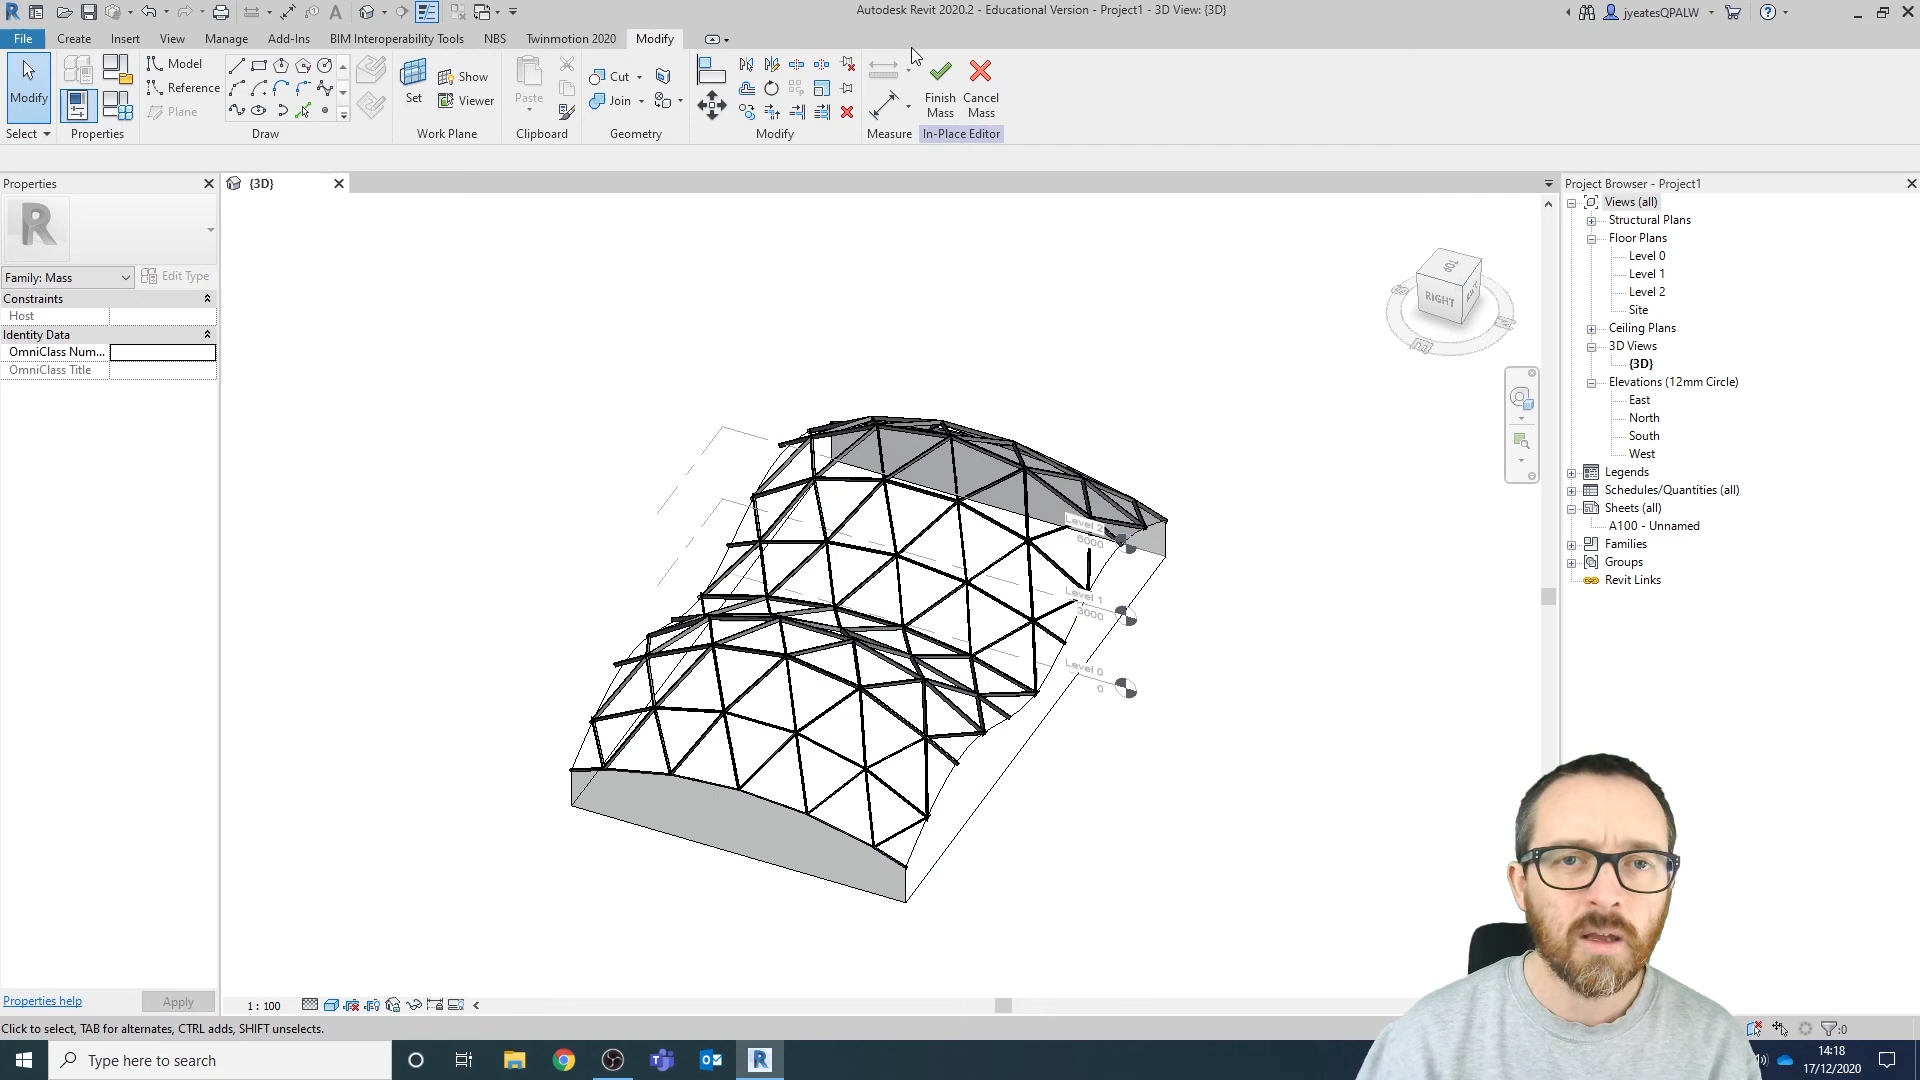 Autodesk Revit 2020.2 - Educational Version - Project1 - 3D View: {3D}
jyeatesQPALW
File
Create
Insert
View
Manage
Add-Ins
BIM Interoperability Tools
NBS
Twinmotion 2020
Modify
Modify
Model
Reference
Plane
Set
Show
Viewer
Paste
Cut
Join
Finish
Mass
Cancel
Mass
Select
Properties
Draw
Work Plane
Clipboard
Geometry
Modify
Measure
In-Place Editor
Properties
{3D}
Project Browser - Project1
R
Family: Mass
Edit Type
Constraints
Host
Identity Data
OmniClass Num...
OmniClass Title
Views (all)
Structural Plans
Floor Plans
Level 0
Level 1
Level 2
Site
Ceiling Plans
3D Views
{3D}
Elevations (12mm Circle)
East
North
South
West
Legends
Schedules/Quantities (all)
Sheets (all)
A100 - Unnamed
Families
Groups
Revit Links
TOP
RIGHT
Level 2
6000
Level 1
3000
Level 0
0
Properties help
Apply
1 : 100
Click to select, TAB for alternates, CTRL adds, SHIFT unselects.
:0
Type here to search
14:18
17/12/2020